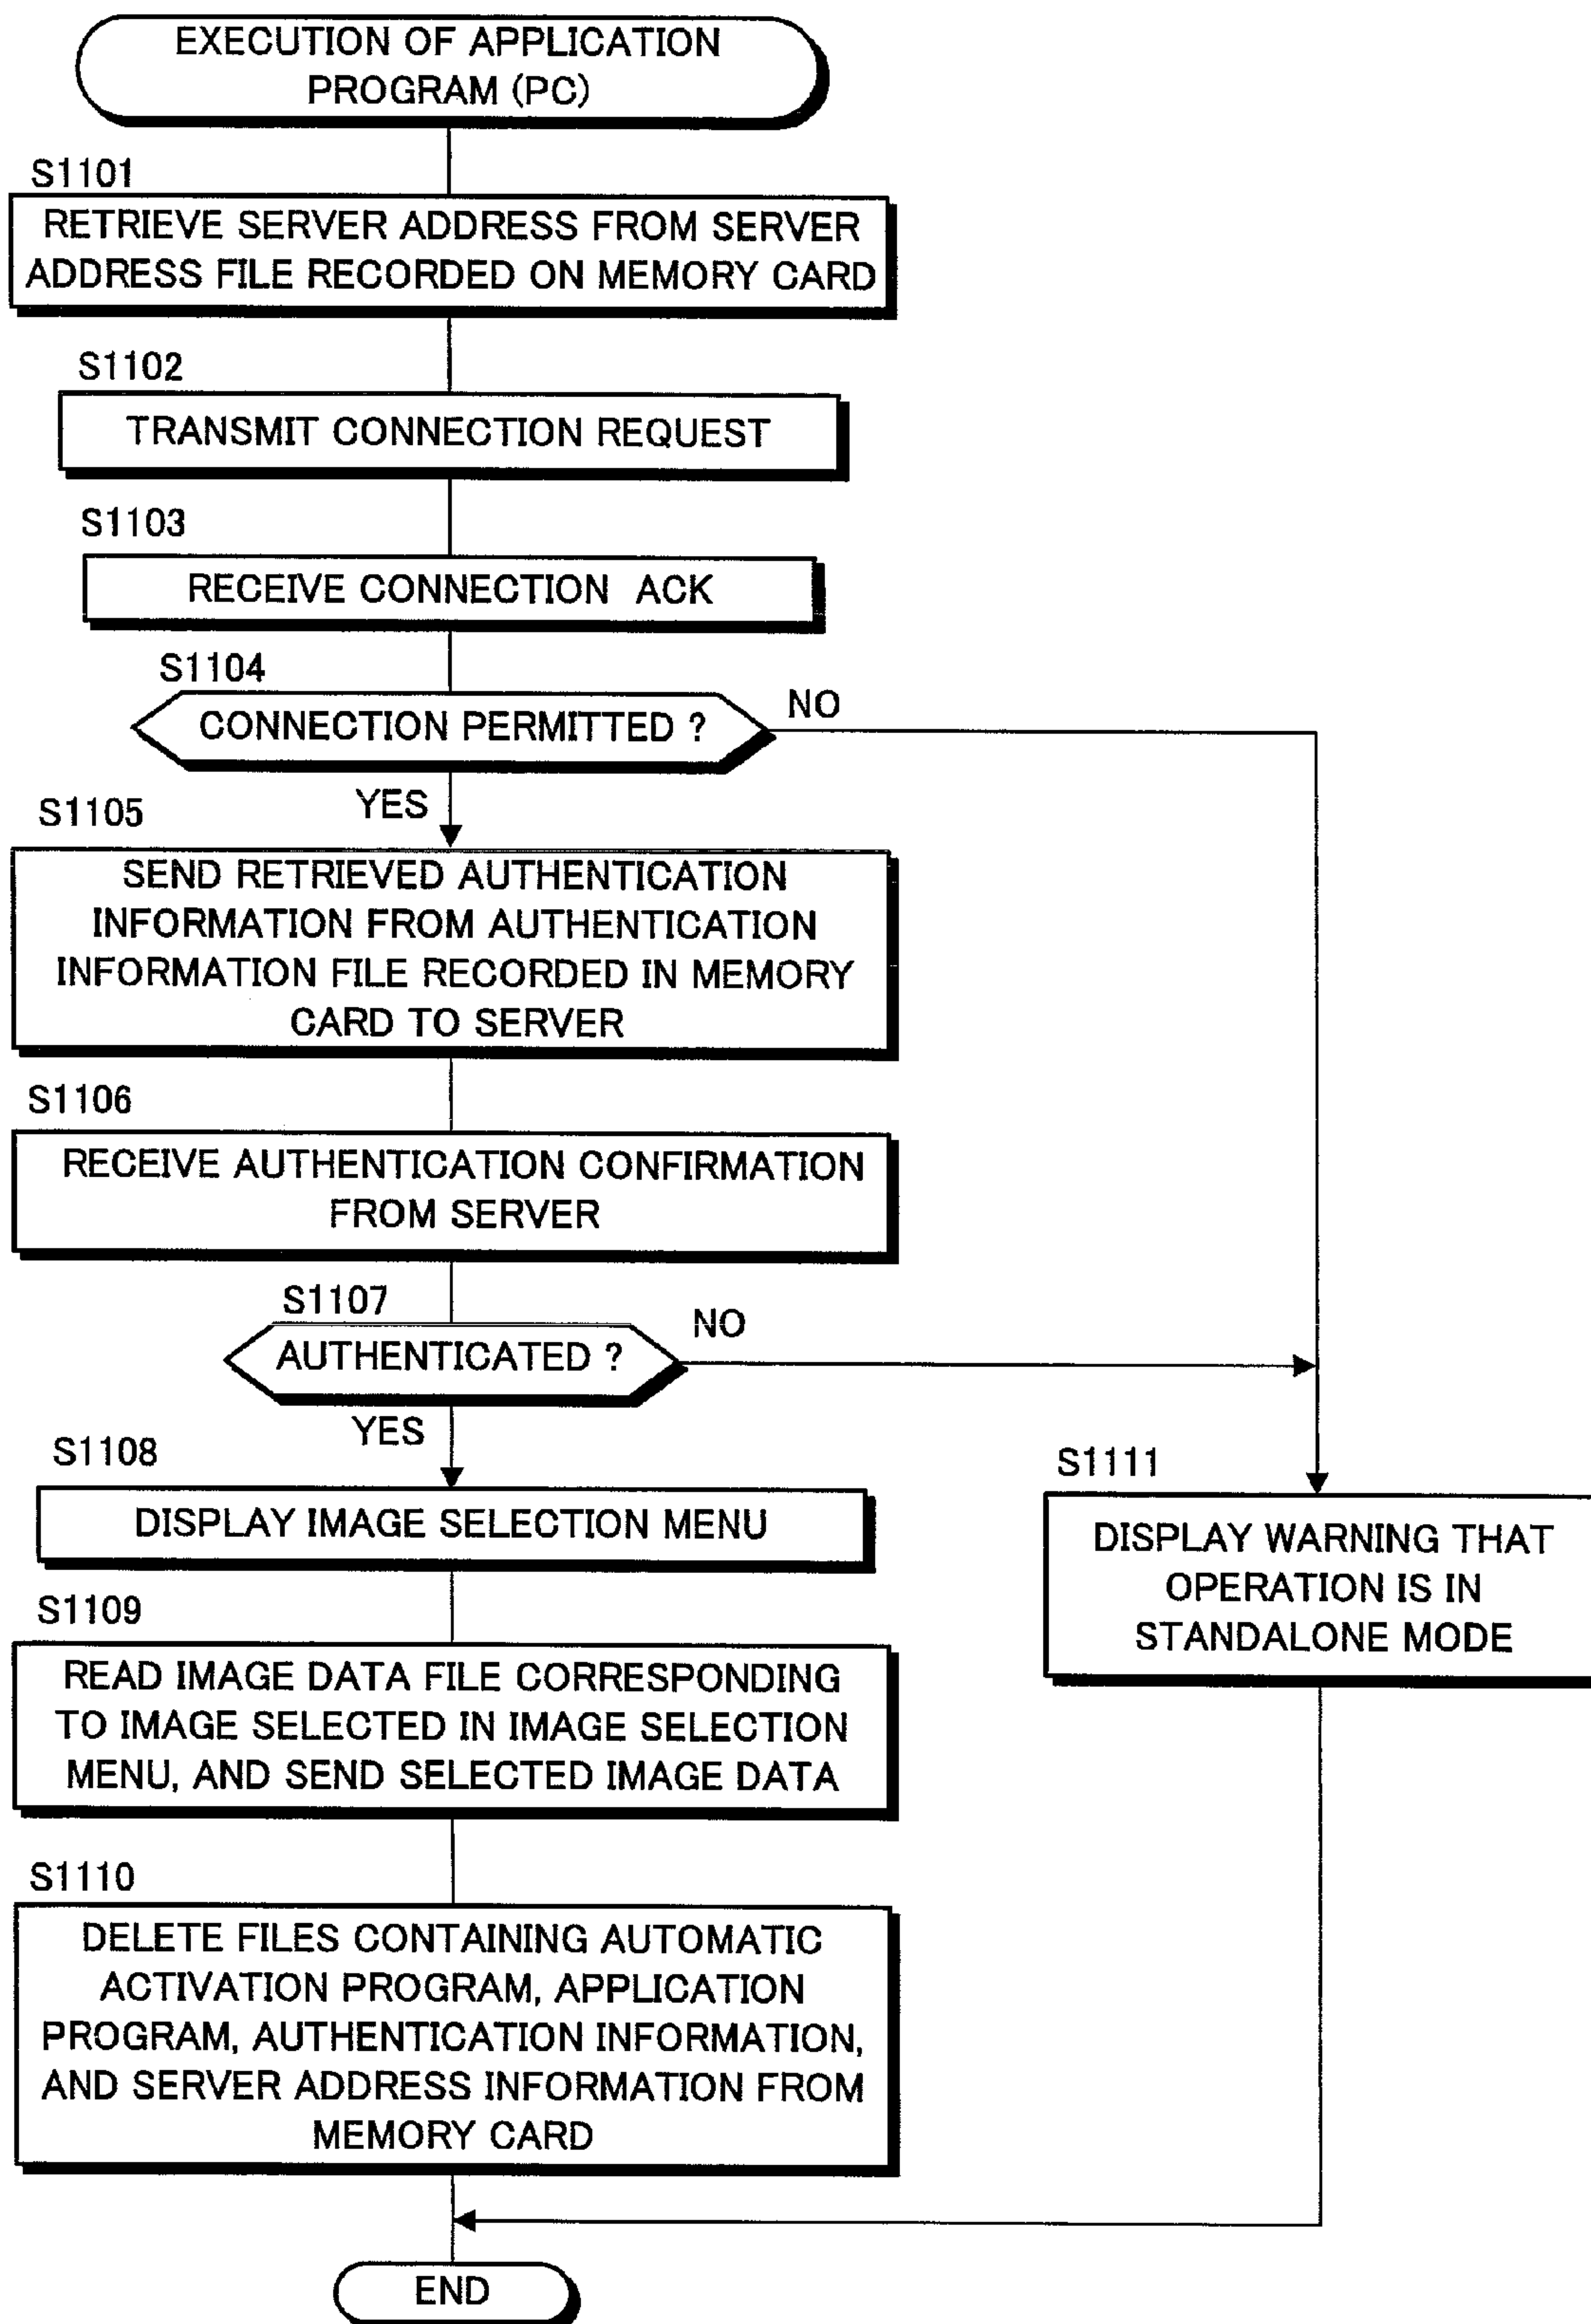 EXECUTION OF APPLICATION
PROGRAM (PC)
S1101
RETRIEVE SERVER ADDRESS FROM SERVER
ADDRESS FILE RECORDED ON MEMORY CARD
S1102
TRANSMIT CONNECTION REQUEST
S1103
RECEIVE CONNECTION ACK
S1104
CONNECTION PERMITTED ?
NO
YES
S1105
SEND RETRIEVED AUTHENTICATION
INFORMATION FROM AUTHENTICATION
INFORMATION FILE RECORDED IN MEMORY
CARD TO SERVER
S1106
RECEIVE AUTHENTICATION CONFIRMATION
FROM SERVER
S1107
AUTHENTICATED ?
NO
YES
S1108
DISPLAY IMAGE SELECTION MENU
S1109
READ IMAGE DATA FILE CORRESPONDING
TO IMAGE SELECTED IN IMAGE SELECTION
MENU, AND SEND SELECTED IMAGE DATA
S1110
DELETE FILES CONTAINING AUTOMATIC
ACTIVATION PROGRAM, APPLICATION
PROGRAM, AUTHENTICATION INFORMATION,
AND SERVER ADDRESS INFORMATION FROM
MEMORY CARD
S1111
DISPLAY WARNING THAT
OPERATION IS IN
STANDALONE MODE
END